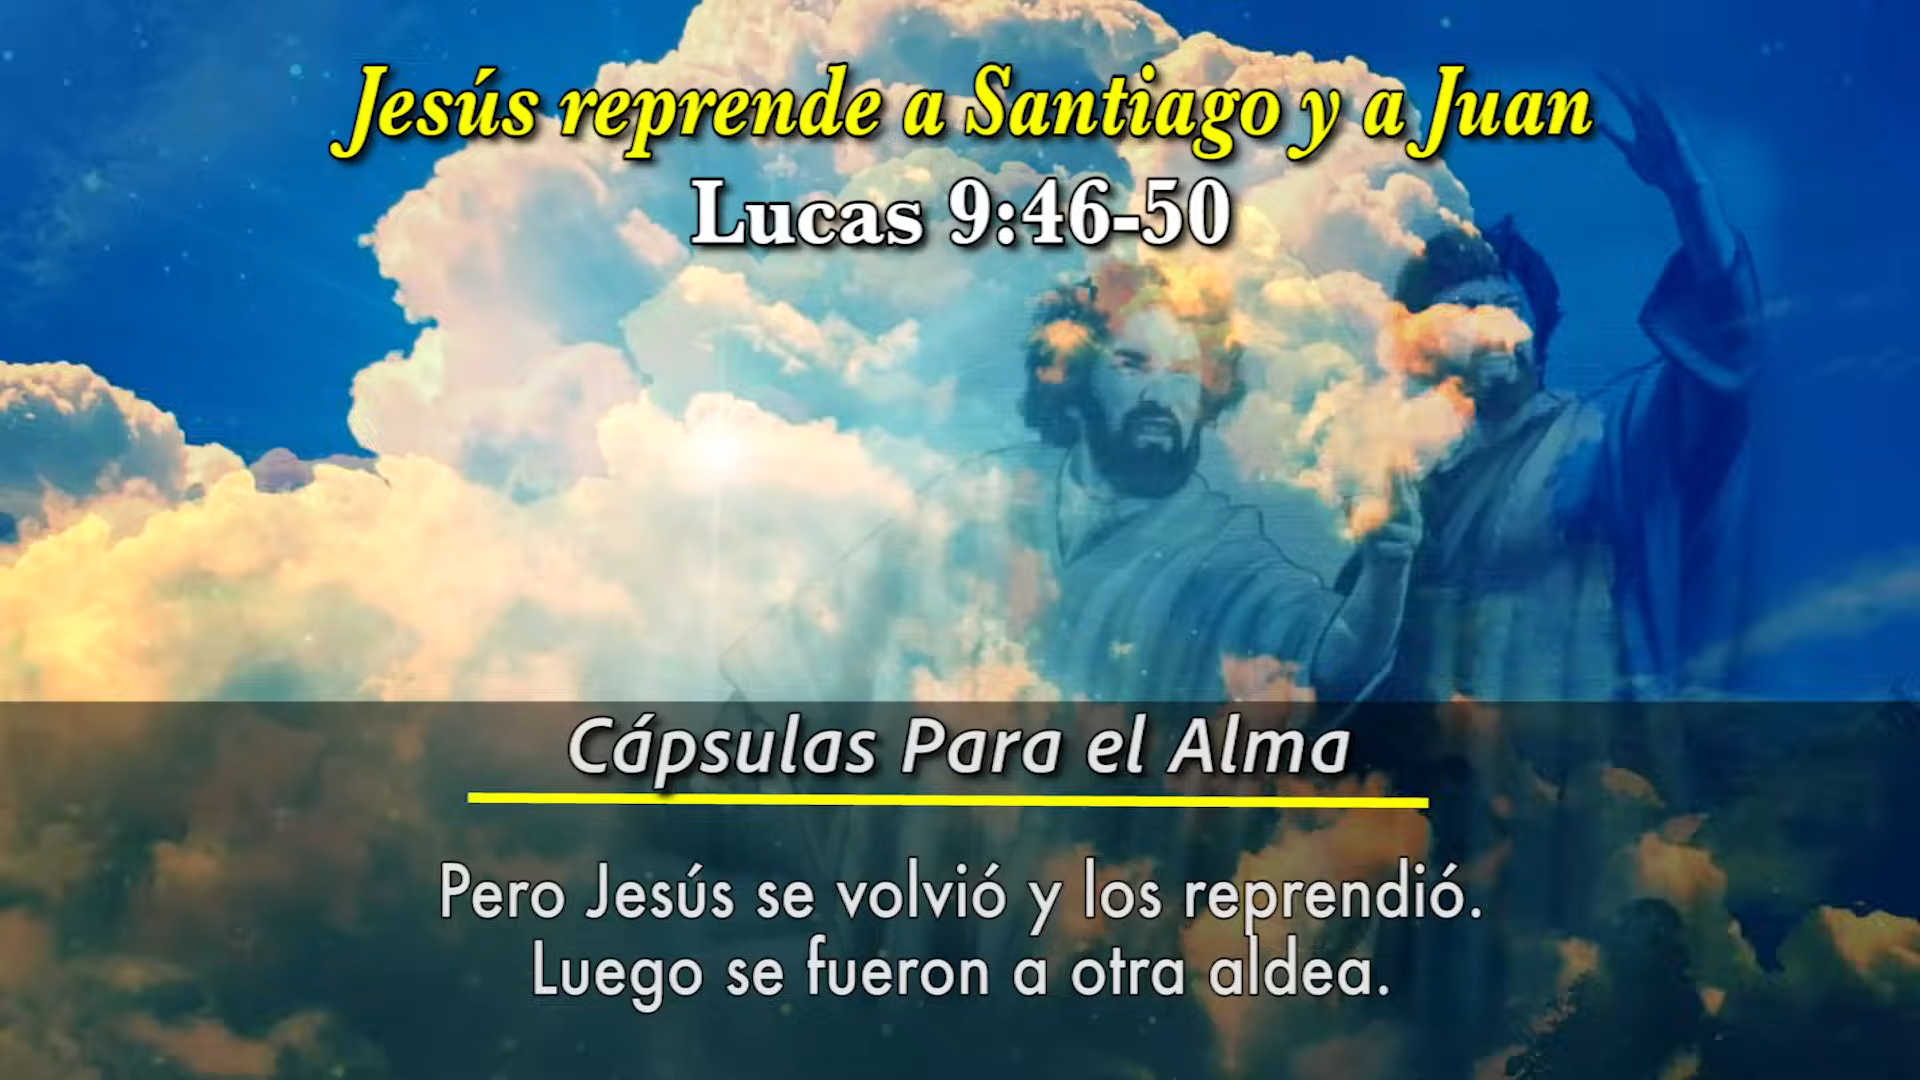 Jesús reprende a Santiago y a Juan
Lucas 9:46-50
Cápsulas Para el Alma
Pero Jesús se volvió y los reprendió.
Luego se fueron a otra aldea.